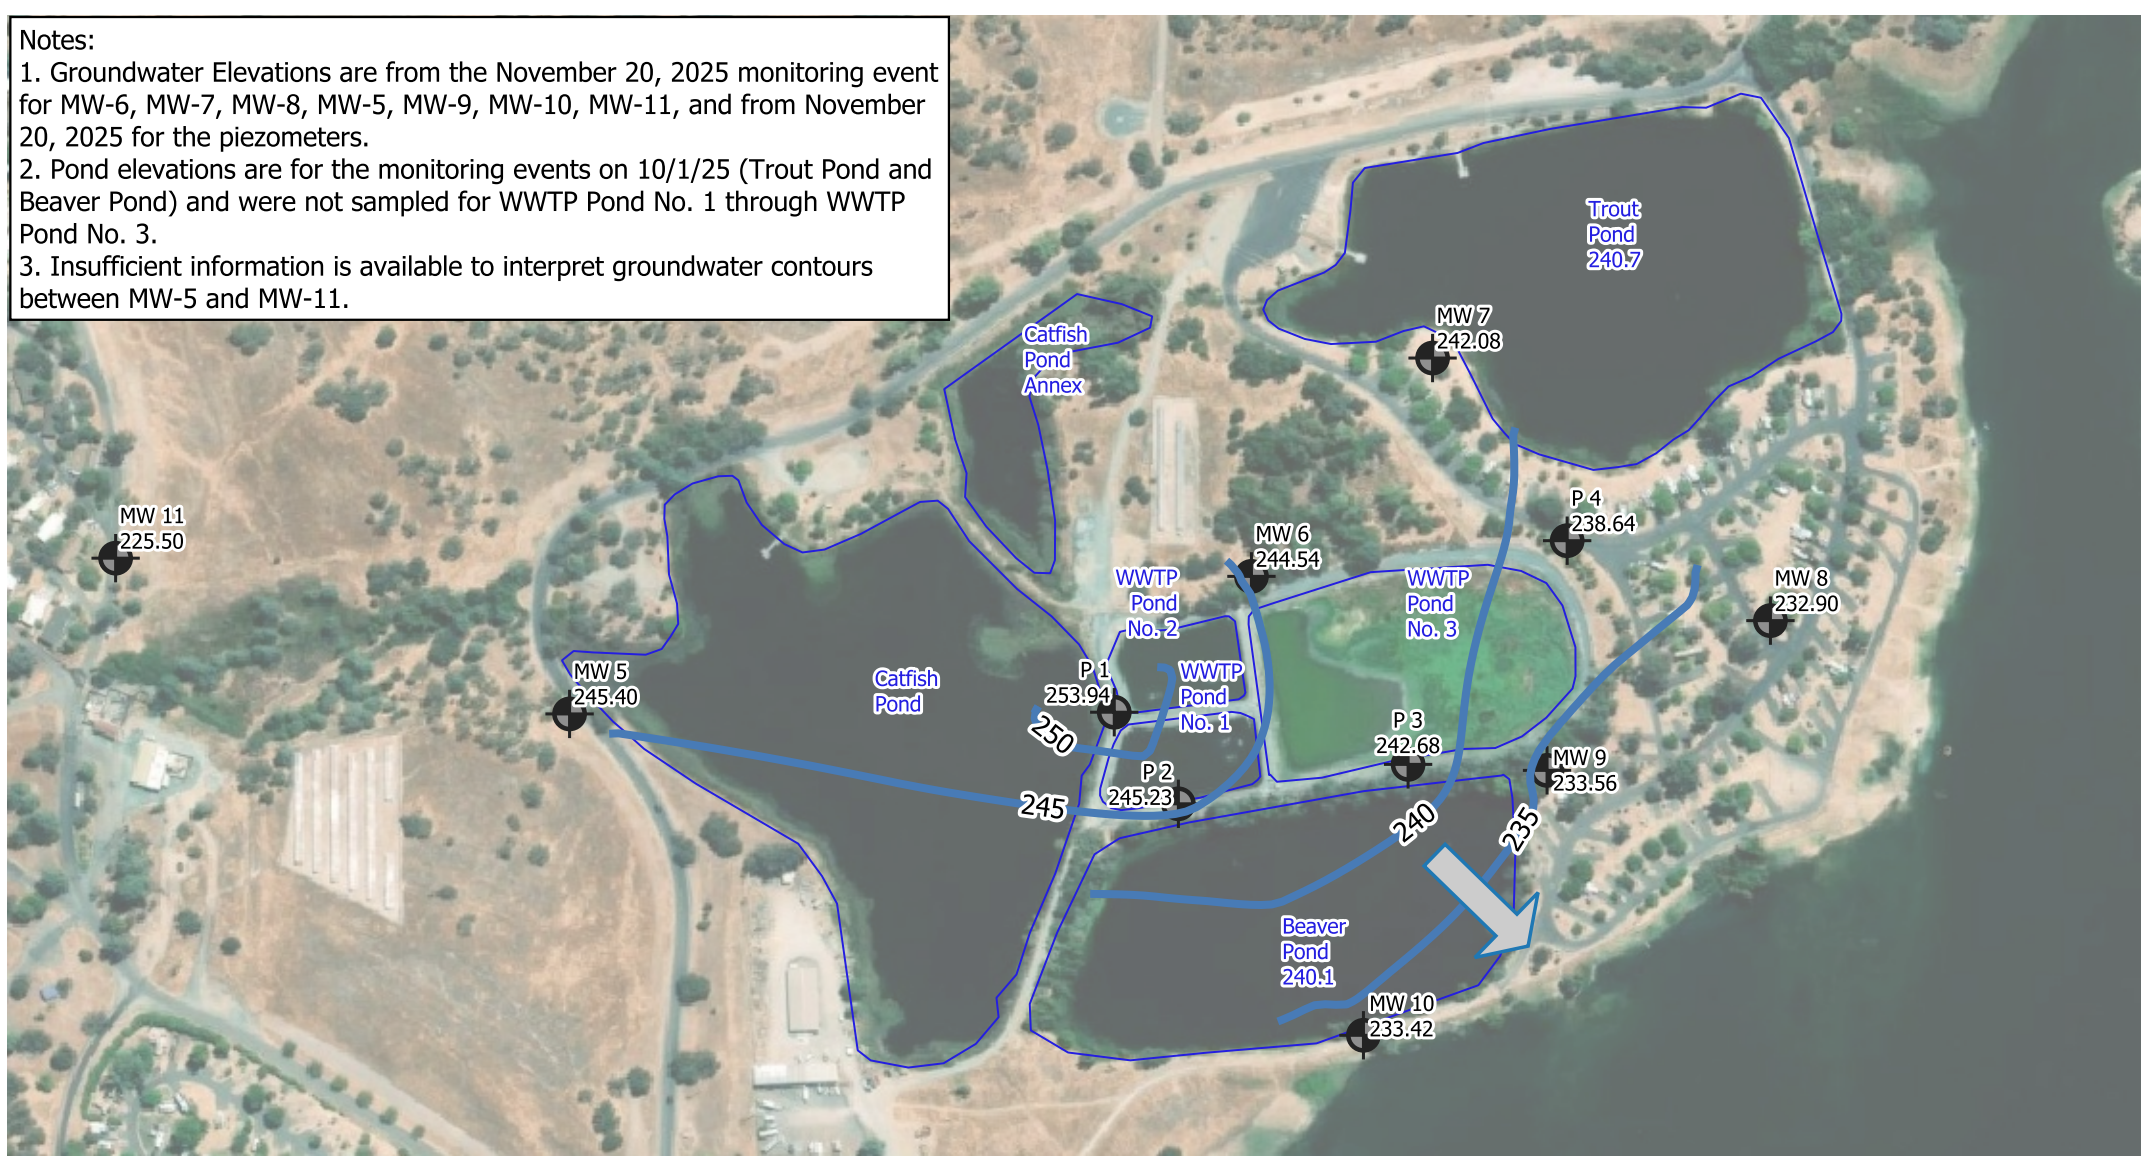 Notes:
1. Groundwater Elevations are from the November 20, 2025 monitoring event
for MW-6, MW-7, MW-8, MW-5, MW-9, MW-10, MW-11, and from November
20, 2025 for the piezometers.
2. Pond elevations are for the monitoring events on 10/1/25 (Trout Pond and
Beaver Pond) and were not sampled for WWTP Pond No. 1 through WWTP
Pond No. 3.
3. Insufficient information is available to interpret groundwater contours
between MW-5 and MW-11.
Trout
Pond
240.7
MW 7
242.08
Catfish
Pond
Annex
MW 11
225.50
P 4
238.64
MW 6
244.54
WWTP
Pond
No. 2
WWTP
Pond
No. 3
MW 8
232.90
MW 5
245.40
Catfish
Pond
P 1
253.94
WWTP
Pond
No. 1
250
P 3
242.68
MW 9
233.56
P 2
245.23
245
240
235
Beaver
Pond
240.1
MW 10
233.42